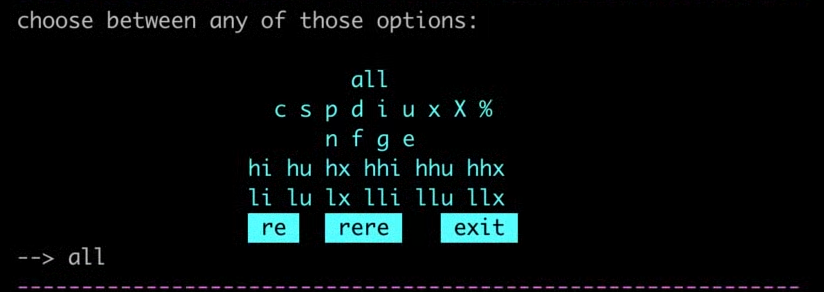 choose between any of those options:
all
c s p d i u x X %
n f g e
hi hu hx hhi hhu hhx
li lu lx lli llu llx
re rere exit
--> all
--------------------------------------------------------------